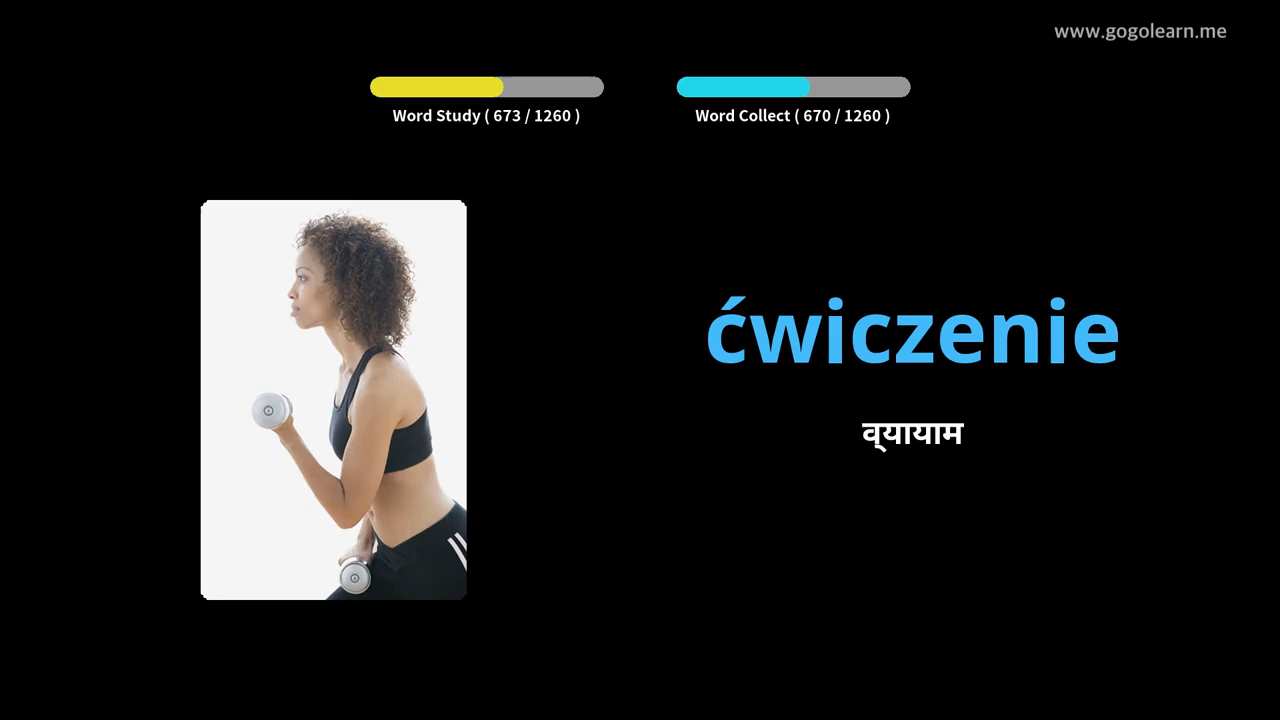 www.gogolearn.me
Word Study ( 673 / 1260 )
Word Collect ( 670 / 1260 )
ćwiczenie
व्यायाम